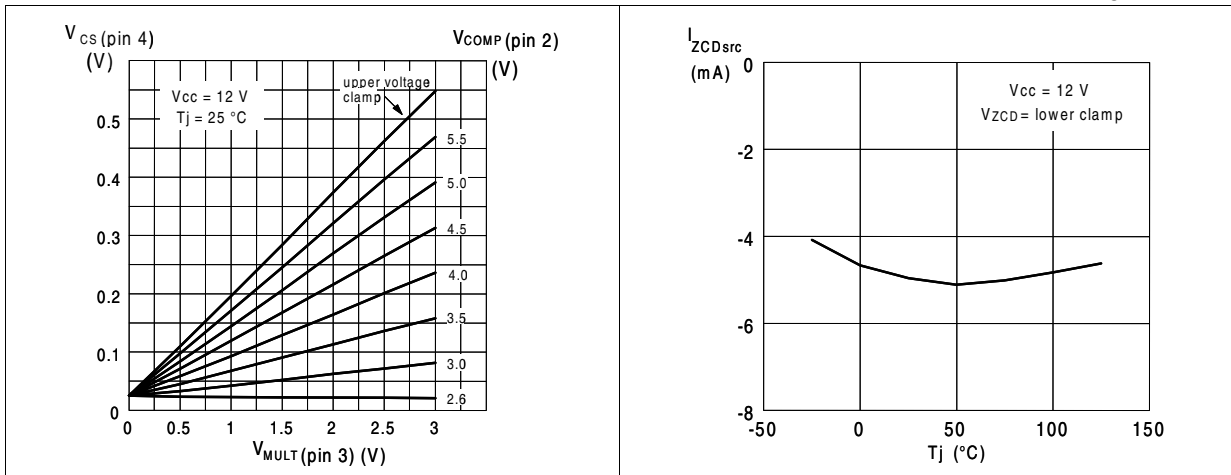 V CS (pin 4)
(V)
VCOMP (pin 2)
(V)
upper voltage
clamp
Vcc = 12 V
Tj = 25 °C
0.5
0.4
0.3
0.2
0.1
0
5.5
5.0
4.5
4.0
3.5
3.0
2.6
0 0.5 1 1.5 2 2.5 3
VMULT (pin 3) (V)
IZCDsrc
(mA)
0
-2
-4
-6
-8
Vcc = 12 V
VZCD = lower clamp
-50 0 50 100 150
Tj (°C)